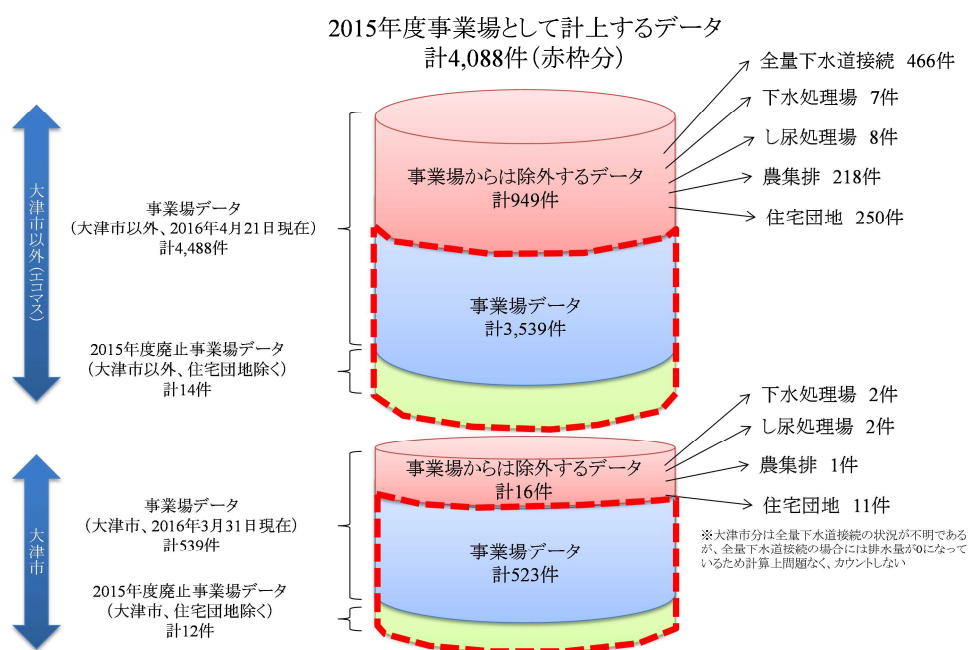 2015年度事業場として計上するデータ
計4,088件(赤枠分)
全量下水道接続 466件
下水処理場 7件
し尿処理場 8件
農集排 218件
住宅団地 250件
大津市以外(エコマス)
事業場データ
(大津市以外、2016年4月21日現在)
計4,488件
事業場からは除外するデータ
計949件
事業場データ
計3,539件
2015年度廃止事業場データ
(大津市以外、住宅団地除く)
計14件
下水処理場 2件
し尿処理場 2件
農集排 1件
住宅団地 11件
※大津市分は全量下水道接続の状況が不明である
が、全量下水道接続の場合には排水量が0になって
いるため計算上問題なく、カウントしない
大津市
事業場データ
(大津市、2016年3月31日現在)
計539件
事業場からは除外するデータ
計16件
事業場データ
計523件
2015年度廃止事業場データ
(大津市、住宅団地除く)
計12件